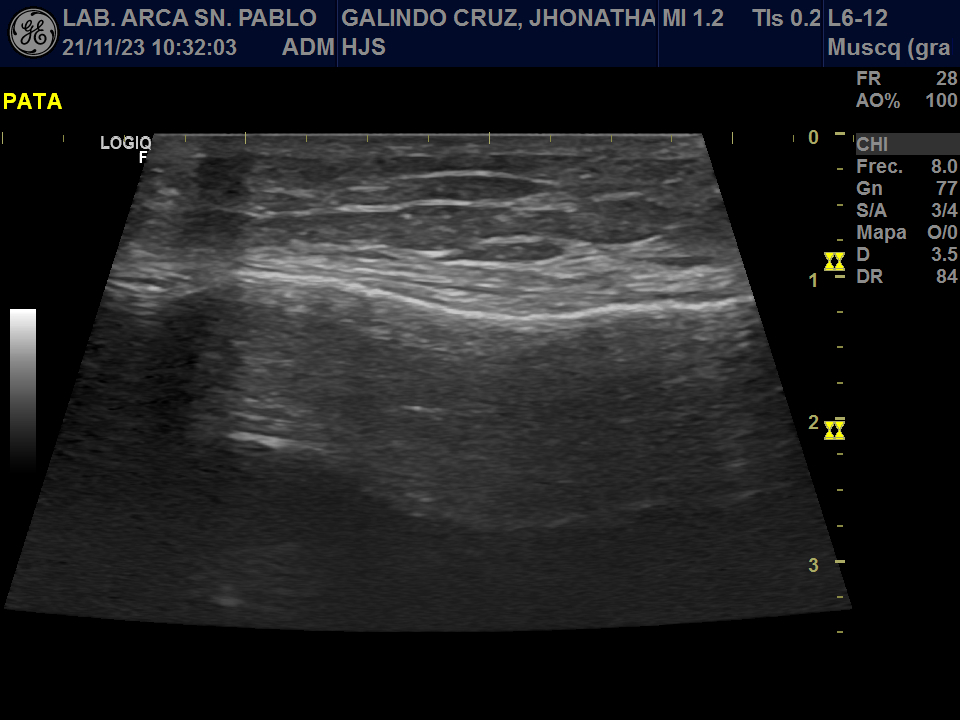 LAB. ARCA SN. PABLO GALINDO CRUZ, JHONATHA MI 1.2 TIs 0.2 L6-12
21/11/23 10:32:03 ADM HJS Muscq (gra
FR 28
PATA
AO% 100
LOGIQ
F
0
CHI
Frec. 8.0
Gn 77
S/A 3/4
Mapa O/0
D 3.5
1
DR 84
2
3